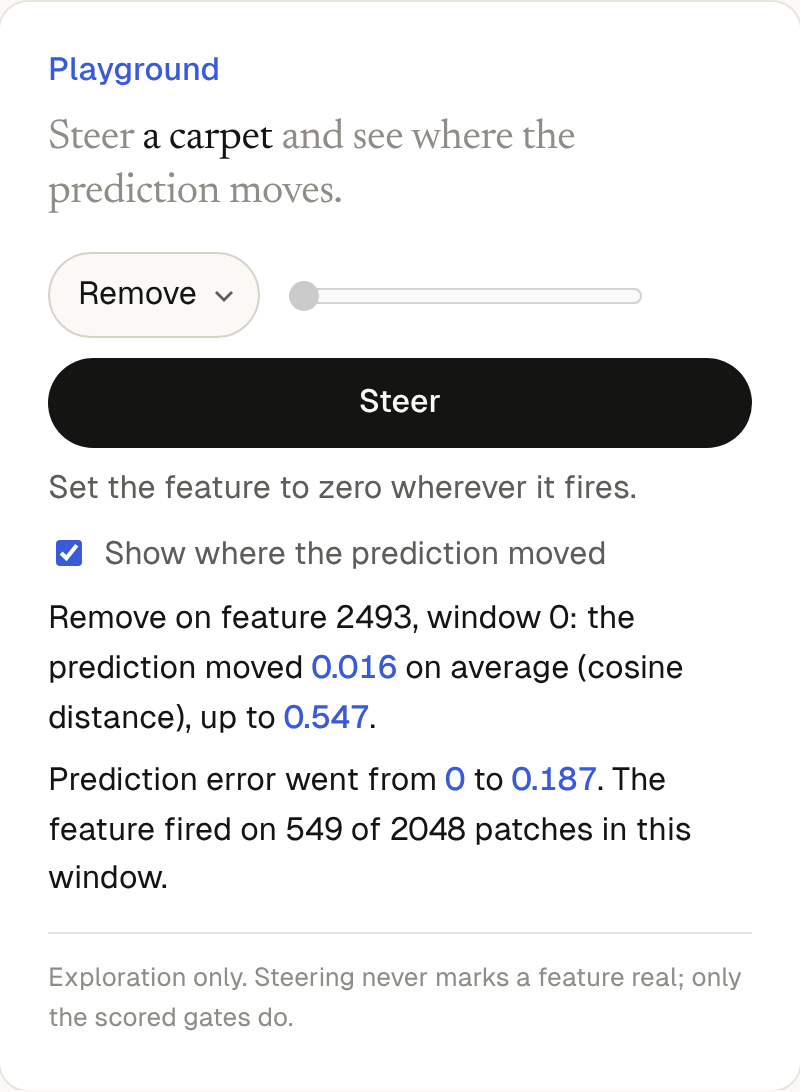 Playground
Steer a carpet and see where the
prediction moves.
Remove
Steer
Set the feature to zero wherever it fires.
Show where the prediction moved
Remove on feature 2493, window 0: the
prediction moved 0.016 on average (cosine
distance), up to 0.547.
Prediction error went from 0 to 0.187. The
feature fired on 549 of 2048 patches in this
window.
Exploration only. Steering never marks a feature real; only
the scored gates do.